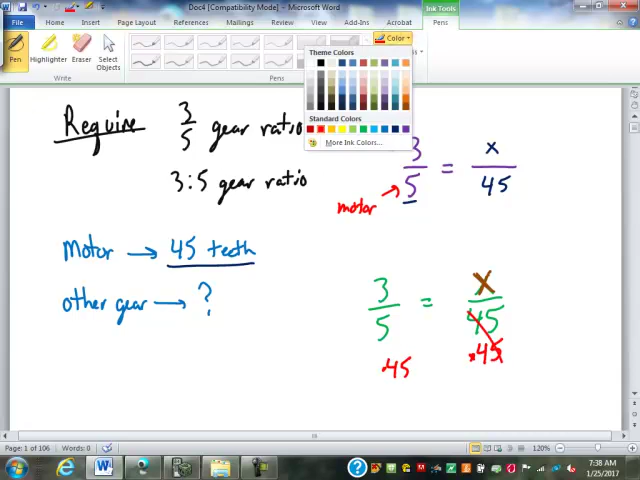 Doc4 [Compatibility Mode] - Microsoft Word
Ink Tools
File Home Insert Page Layout References Mailings Review View Add-Ins Acrobat Pens
Pen Highlighter Eraser Select Objects
Color
Write
Pens
Theme Colors
Standard Colors
More Ink Colors...
Require 3/5 gear ratio
3:5 gear ratio
3/5 = x/45
motor →
Motor → 45 teeth
other gear → ?
3/5 = x/45
·45 ·45
Page: 1 of 106 Words: 0 120%
7:38 AM
1/25/2017